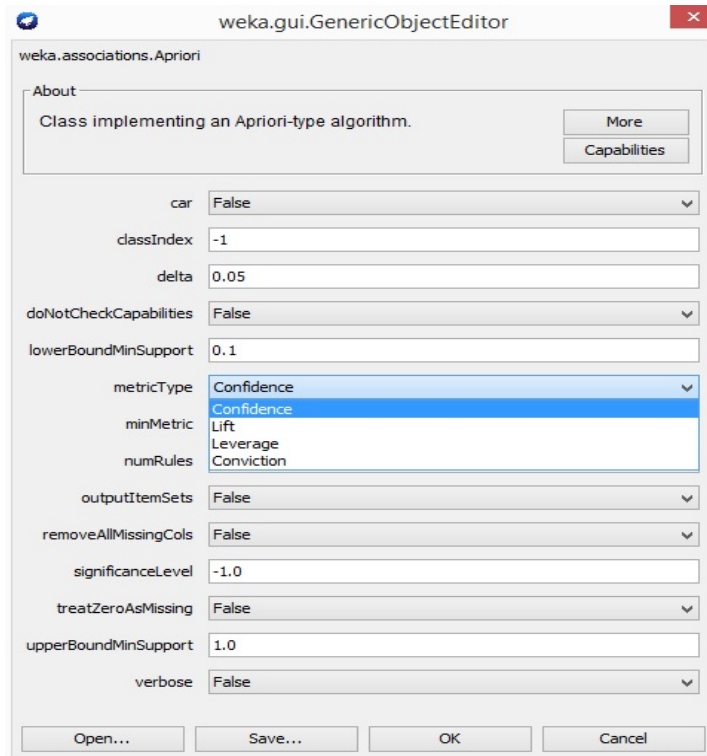 weka.gui.GenericObjectEditor
weka.associations.Apriori
About
Class implementing an Apriori-type algorithm.
More
Capabilities
car False
classIndex -1
delta 0.05
doNotCheckCapabilities False
lowerBoundMinSupport 0.1
metricType Confidence
Confidence
minMetric Lift
Leverage
numRules Conviction
outputItemSets False
removeAllMissingCols False
significanceLevel -1.0
treatZeroAsMissing False
upperBoundMinSupport 1.0
verbose False
Open... Save... OK Cancel